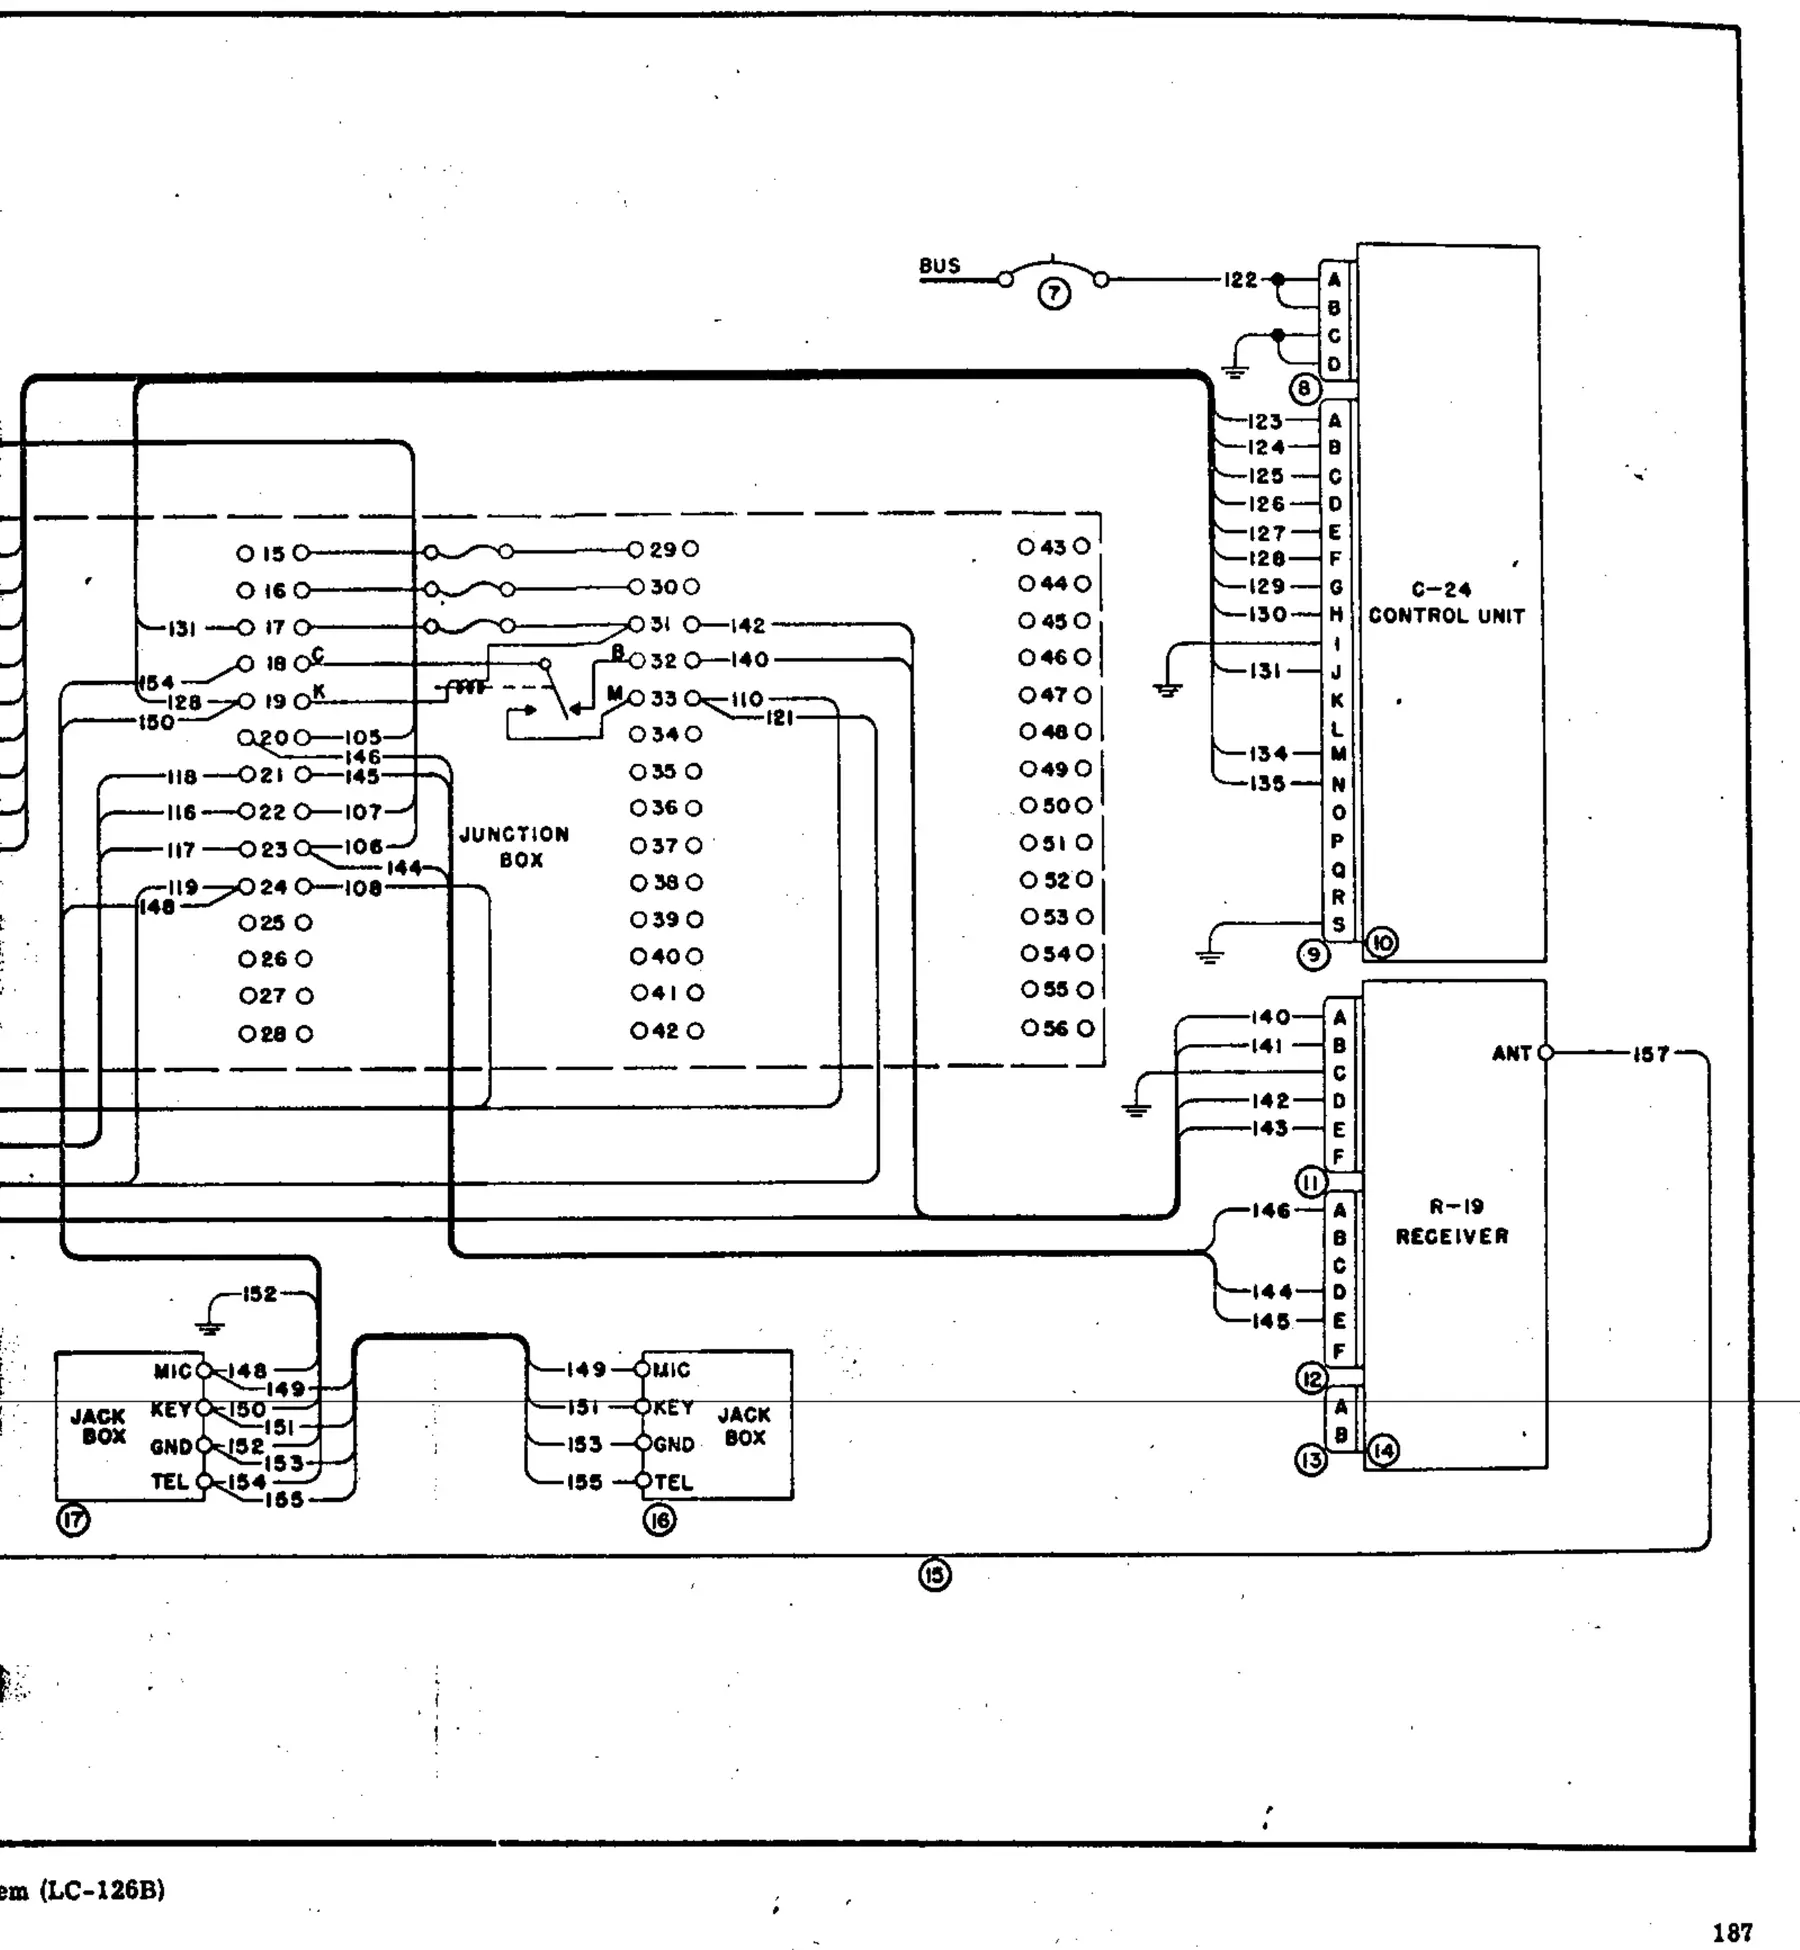 BUS
7
122 A
B
C
D
8
123 A
124 B
125 C
126 D
127 E
128 F
129 G
130 H
I
131 J
K
L
134 M
135 N
O
P
Q
R
S
9
10
C-24
CONTROL UNIT
15 29 43
16 30 44
131 17 31 142 45
154 18 C B 32 140 46
128 19 K M 33 110 47
150 121
20 105 34 48
146
118 21 145 35 49
116 22 107 36 50
JUNCTION
BOX
117 23 106 37 51
144
119 24 108 38 52
148
25 39 53
26 40 54
27 41 55
28 42 56
140 A
141 B
C
142 D
143 E
F
11
146 A
B
C
144 D
145 E
F
12
A
B
13
14
ANT 157
R-19
RECEIVER
152
MIC 148
149
KEY 150
151
GND 152
153
TEL 154
155
JACK
BOX
17
149 MIC
151 KEY
153 GND
155 TEL
JACK
BOX
16
15
em (LC-126B)
187